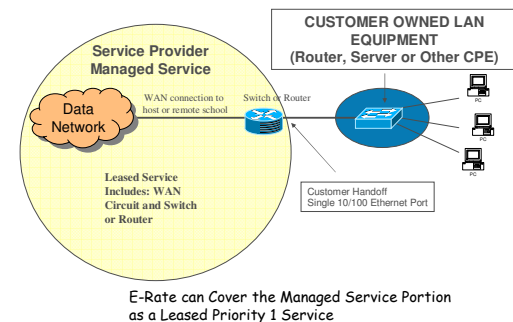 CUSTOMER OWNED LAN
EQUIPMENT
(Router, Server or Other CPE)
Service Provider
Managed Service
WAN connection to
host or remote school
Switch or Router
Data
Network
PC
PC
PC
Leased Service
Includes: WAN
Circuit and Switch
or Router
Customer Handoff
Single 10/100 Ethernet Port
E-Rate can Cover the Managed Service Portion
as a Leased Priority 1 Service